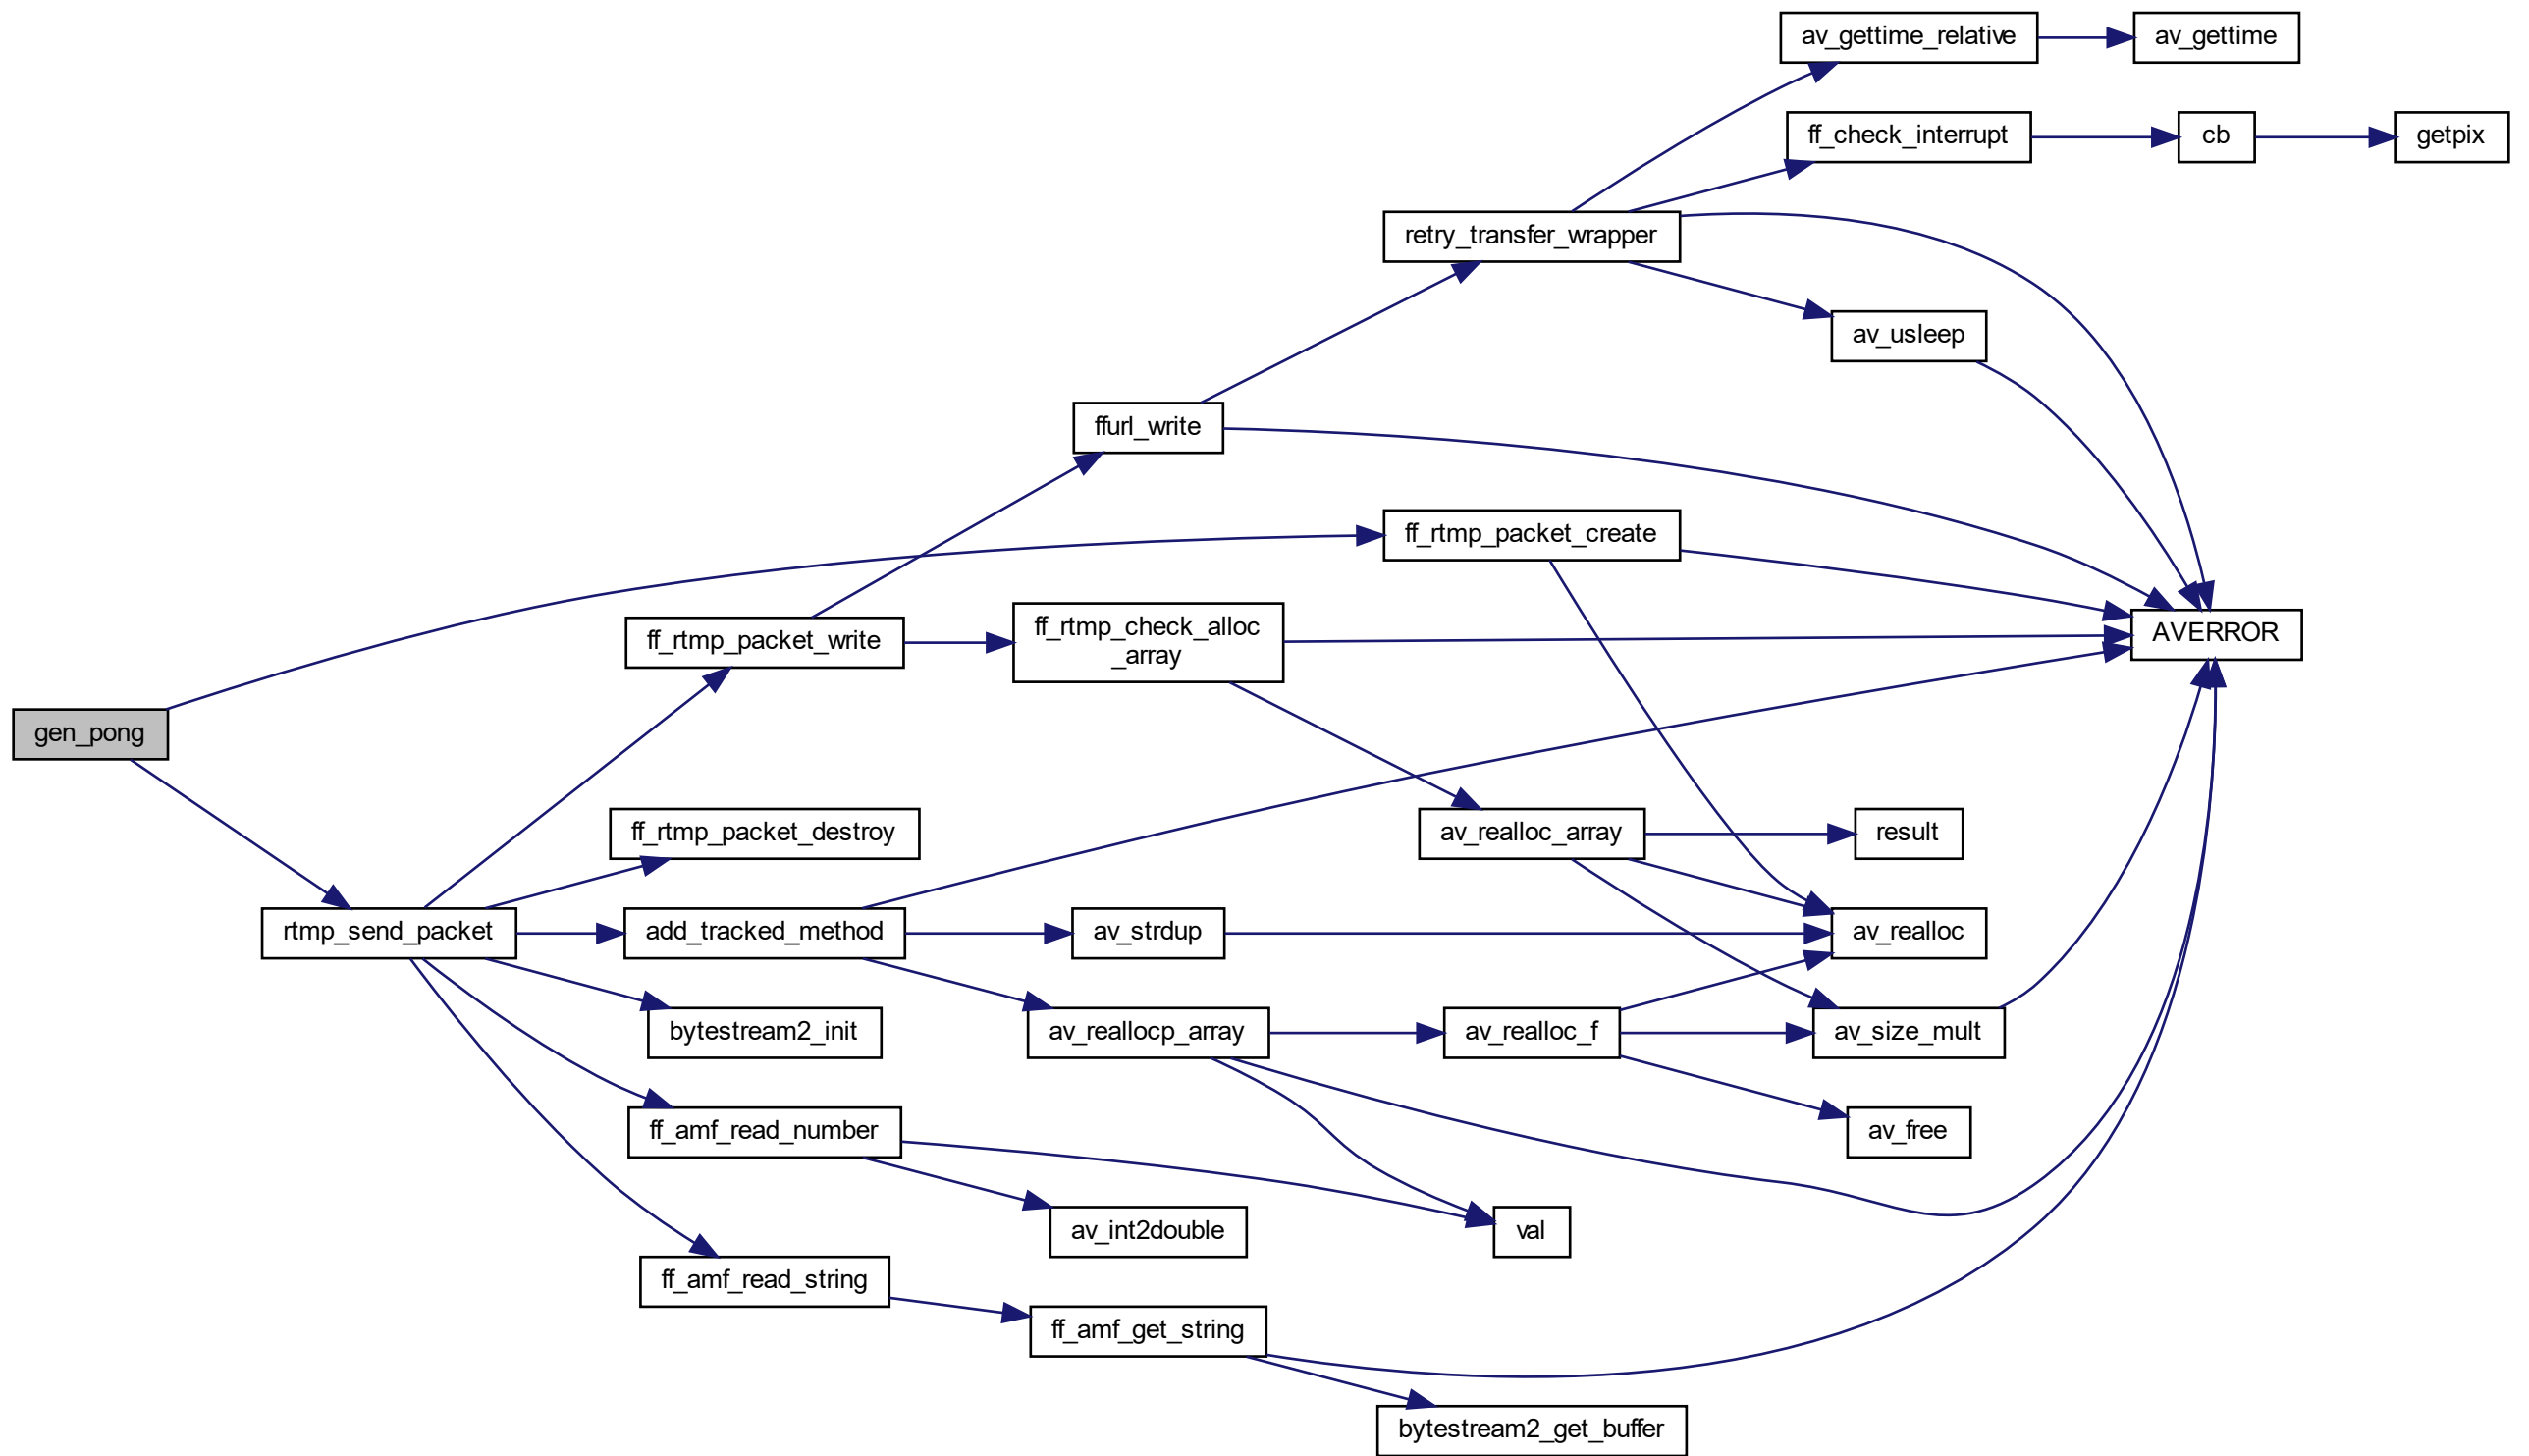 av_gettime_relative
av_gettime
ff_check_interrupt
cb
getpix
retry_transfer_wrapper
av_usleep
ffurl_write
ff_rtmp_packet_create
ff_rtmp_packet_write
ff_rtmp_check_alloc
_array
AVERROR
gen_pong
ff_rtmp_packet_destroy
av_realloc_array
result
rtmp_send_packet
add_tracked_method
av_strdup
av_realloc
bytestream2_init
av_reallocp_array
av_realloc_f
av_size_mult
ff_amf_read_number
av_free
av_int2double
val
ff_amf_read_string
ff_amf_get_string
bytestream2_get_buffer